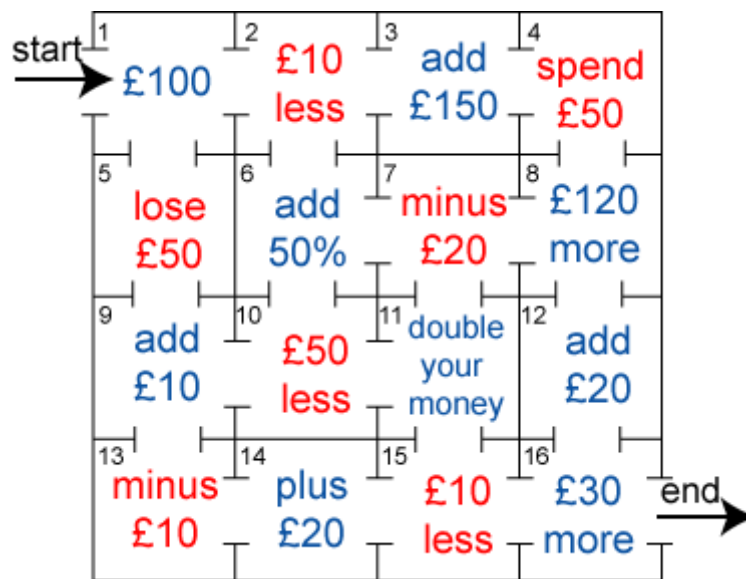 1 2 3 4
start
£100
£10
less
add
£150
spend
£50
5 6 7 8
lose
£50
add
50%
minus
£20
£120
more
9 10 11 12
add
£10
£50
less
double
your
money
add
£20
13 14 15 16
minus
£10
plus
£20
£10
less
£30
more
end